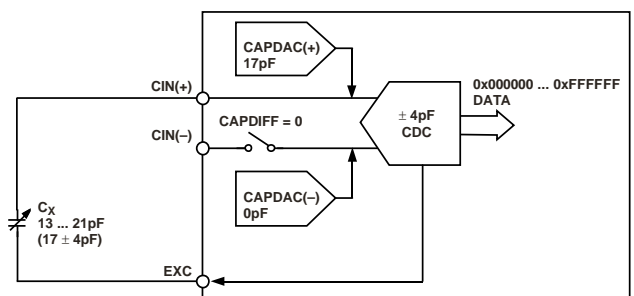 CAPDAC(+)
17pF
CIN(+)
0x000000 ... 0xFFFFFF
DATA
CAPDIFF = 0
± 4pF
CDC
CIN(–)
CAPDAC(–)
0pF
CX
13 ... 21pF
(17 ± 4pF)
EXC